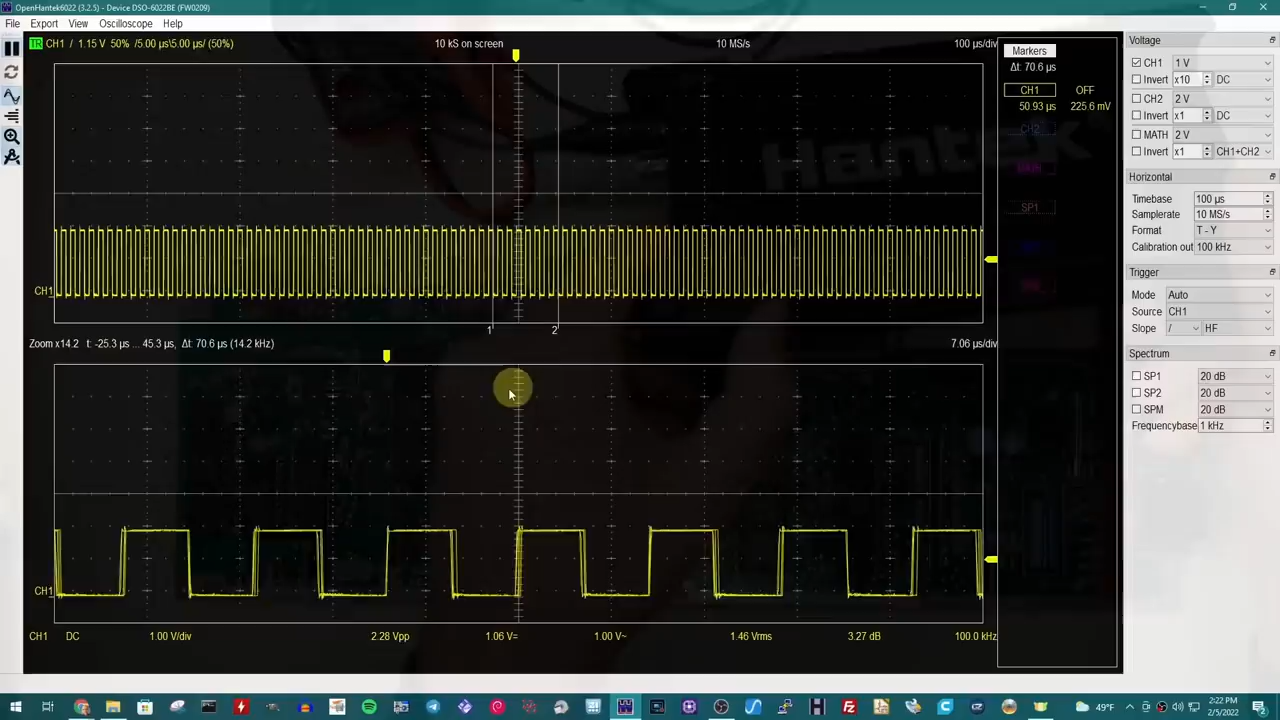 OpenHantek6022 (3.2.5) - Device DSO-6022BE (FW0209)
File Export View Oscilloscope Help
TR CH1 / 1.15 V 50% /5.00 µs\5.00 µs/ (50%) 10 kS on screen 10 MS/s 100 µs/div
Markers
Δt: 70.6 µs
CH1 OFF
50.93 µs 225.6 mV
CH2
SP1
CH1
1 2
Zoom x14.2 t: -25.3 µs ... 45.3 µs, Δt: 70.6 µs (14.2 kHz) 7.06 µs/div
CH1
CH1 DC 1.00 V/div 2.28 Vpp 1.06 V= 1.00 V~ 1.46 Vrms 3.27 dB 100.0 kHz
Voltage
CH1 1 V
Invert x10 DC
CH2 2 V
Invert x1 DC
MATH 2 V
Invert x1 CH1+CH2
Horizontal
Timebase 100 µs
Samplerate 10 MS/s
Format T - Y
Calibration out 100 kHz
Trigger
Mode Auto
Source CH1
Slope / HF
Spectrum
SP1 20 dB
SP2 20 dB
SPM 20 dB
Frequencybase 1 kHz
49°F
2:22 PM
2/5/2022